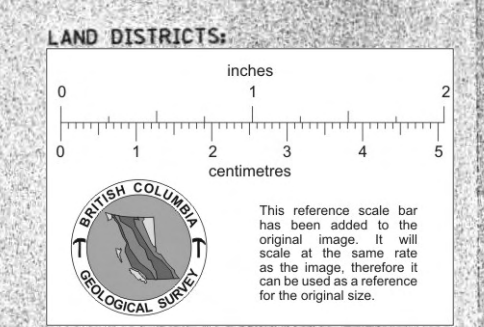 LAND DISTRICTS:
inches
0 1 2
0 1 2 3 4 5
centimetres
BRITISH COLUMBIA
GEOLOGICAL SURVEY
This reference scale bar
has been added to the
original image. It will
scale at the same rate
as the image, therefore it
can be used as a reference
for the original size.